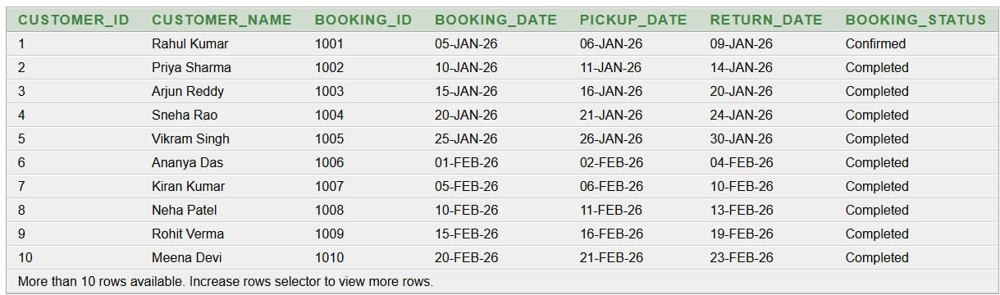 CUSTOMER_ID CUSTOMER_NAME BOOKING_ID BOOKING_DATE PICKUP_DATE RETURN_DATE BOOKING_STATUS
1 Rahul Kumar 1001 05-JAN-26 06-JAN-26 09-JAN-26 Confirmed
2 Priya Sharma 1002 10-JAN-26 11-JAN-26 14-JAN-26 Completed
3 Arjun Reddy 1003 15-JAN-26 16-JAN-26 20-JAN-26 Completed
4 Sneha Rao 1004 20-JAN-26 21-JAN-26 24-JAN-26 Completed
5 Vikram Singh 1005 25-JAN-26 26-JAN-26 30-JAN-26 Completed
6 Ananya Das 1006 01-FEB-26 02-FEB-26 04-FEB-26 Completed
7 Kiran Kumar 1007 05-FEB-26 06-FEB-26 10-FEB-26 Completed
8 Neha Patel 1008 10-FEB-26 11-FEB-26 13-FEB-26 Completed
9 Rohit Verma 1009 15-FEB-26 16-FEB-26 19-FEB-26 Completed
10 Meena Devi 1010 20-FEB-26 21-FEB-26 23-FEB-26 Completed
More than 10 rows available. Increase rows selector to view more rows.